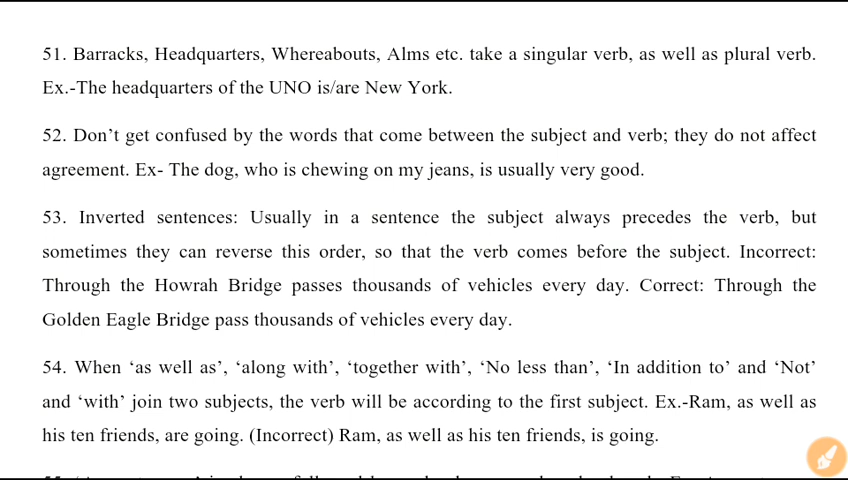 51. Barracks, Headquarters, Whereabouts, Alms etc. take a singular verb, as well as plural verb.
Ex.-The headquarters of the UNO is/are New York.
52. Don’t get confused by the words that come between the subject and verb; they do not affect
agreement. Ex- The dog, who is chewing on my jeans, is usually very good.
53. Inverted sentences: Usually in a sentence the subject always precedes the verb, but
sometimes they can reverse this order, so that the verb comes before the subject. Incorrect:
Through the Howrah Bridge passes thousands of vehicles every day. Correct: Through the
Golden Eagle Bridge pass thousands of vehicles every day.
54. When ‘as well as’, ‘along with’, ‘together with’, ‘No less than’, ‘In addition to’ and ‘Not’
and ‘with’ join two subjects, the verb will be according to the first subject. Ex.-Ram, as well as
his ten friends, are going. (Incorrect) Ram, as well as his ten friends, is going.